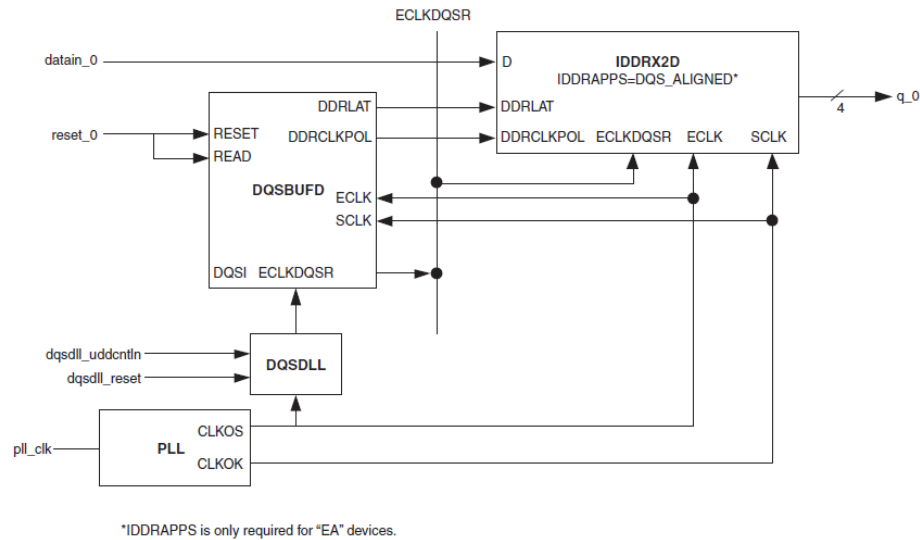 ECLKDQSR
datain_0
D
IDDRX2D
IDDRAPPS=DQS_ALIGNED*
q_0
4
DDRLAT
DDRLAT
reset_0
RESET
DDRCLKPOL
DDRCLKPOL ECLKDQSR ECLK SCLK
READ
DQSBUFD
ECLK
SCLK
DQSI ECLKDQSR
dqsdll_uddcntln
DQSDLL
dqsdll_reset
CLKOS
pll_clk
PLL
CLKOK
*IDDRAPPS is only required for “EA” devices.